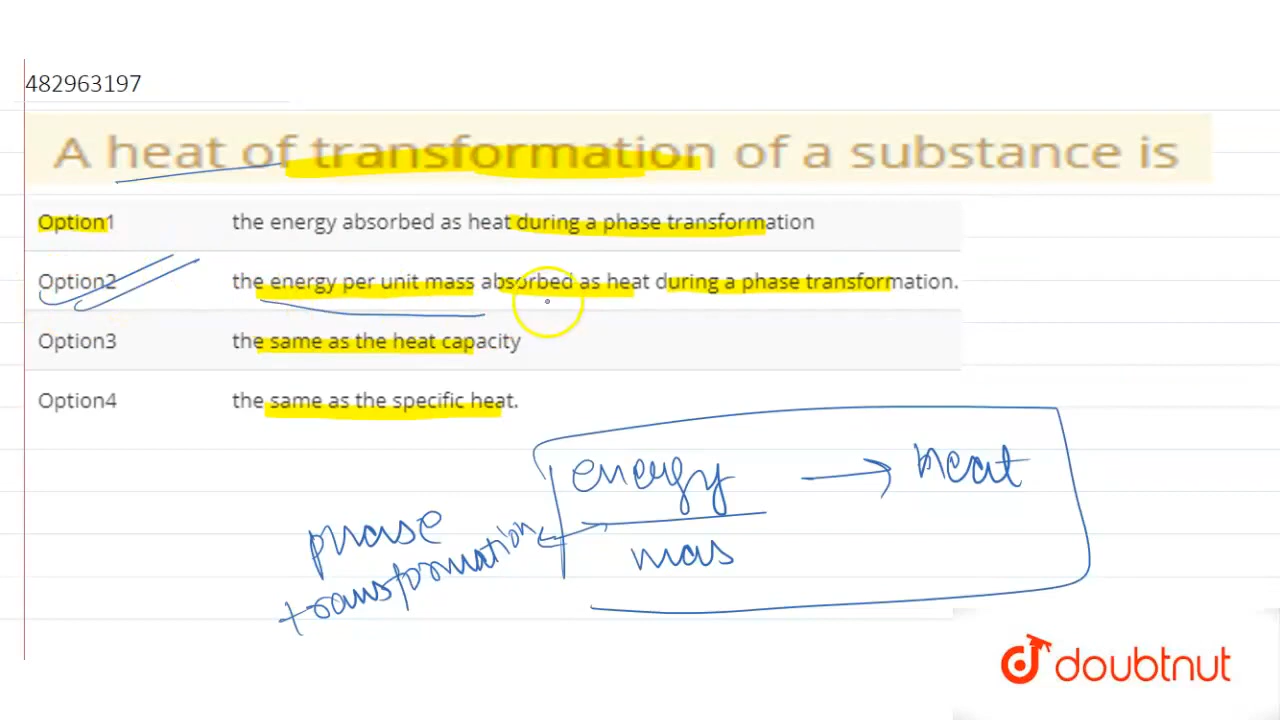 482963197
A heat of transformation of a substance is
Option1 the energy absorbed as heat during a phase transformation
Option2 the energy per unit mass absorbed as heat during a phase transformation.
Option3 the same as the heat capacity
Option4 the same as the specific heat.
energy → heat
mas
phase
transformation
doubtnut